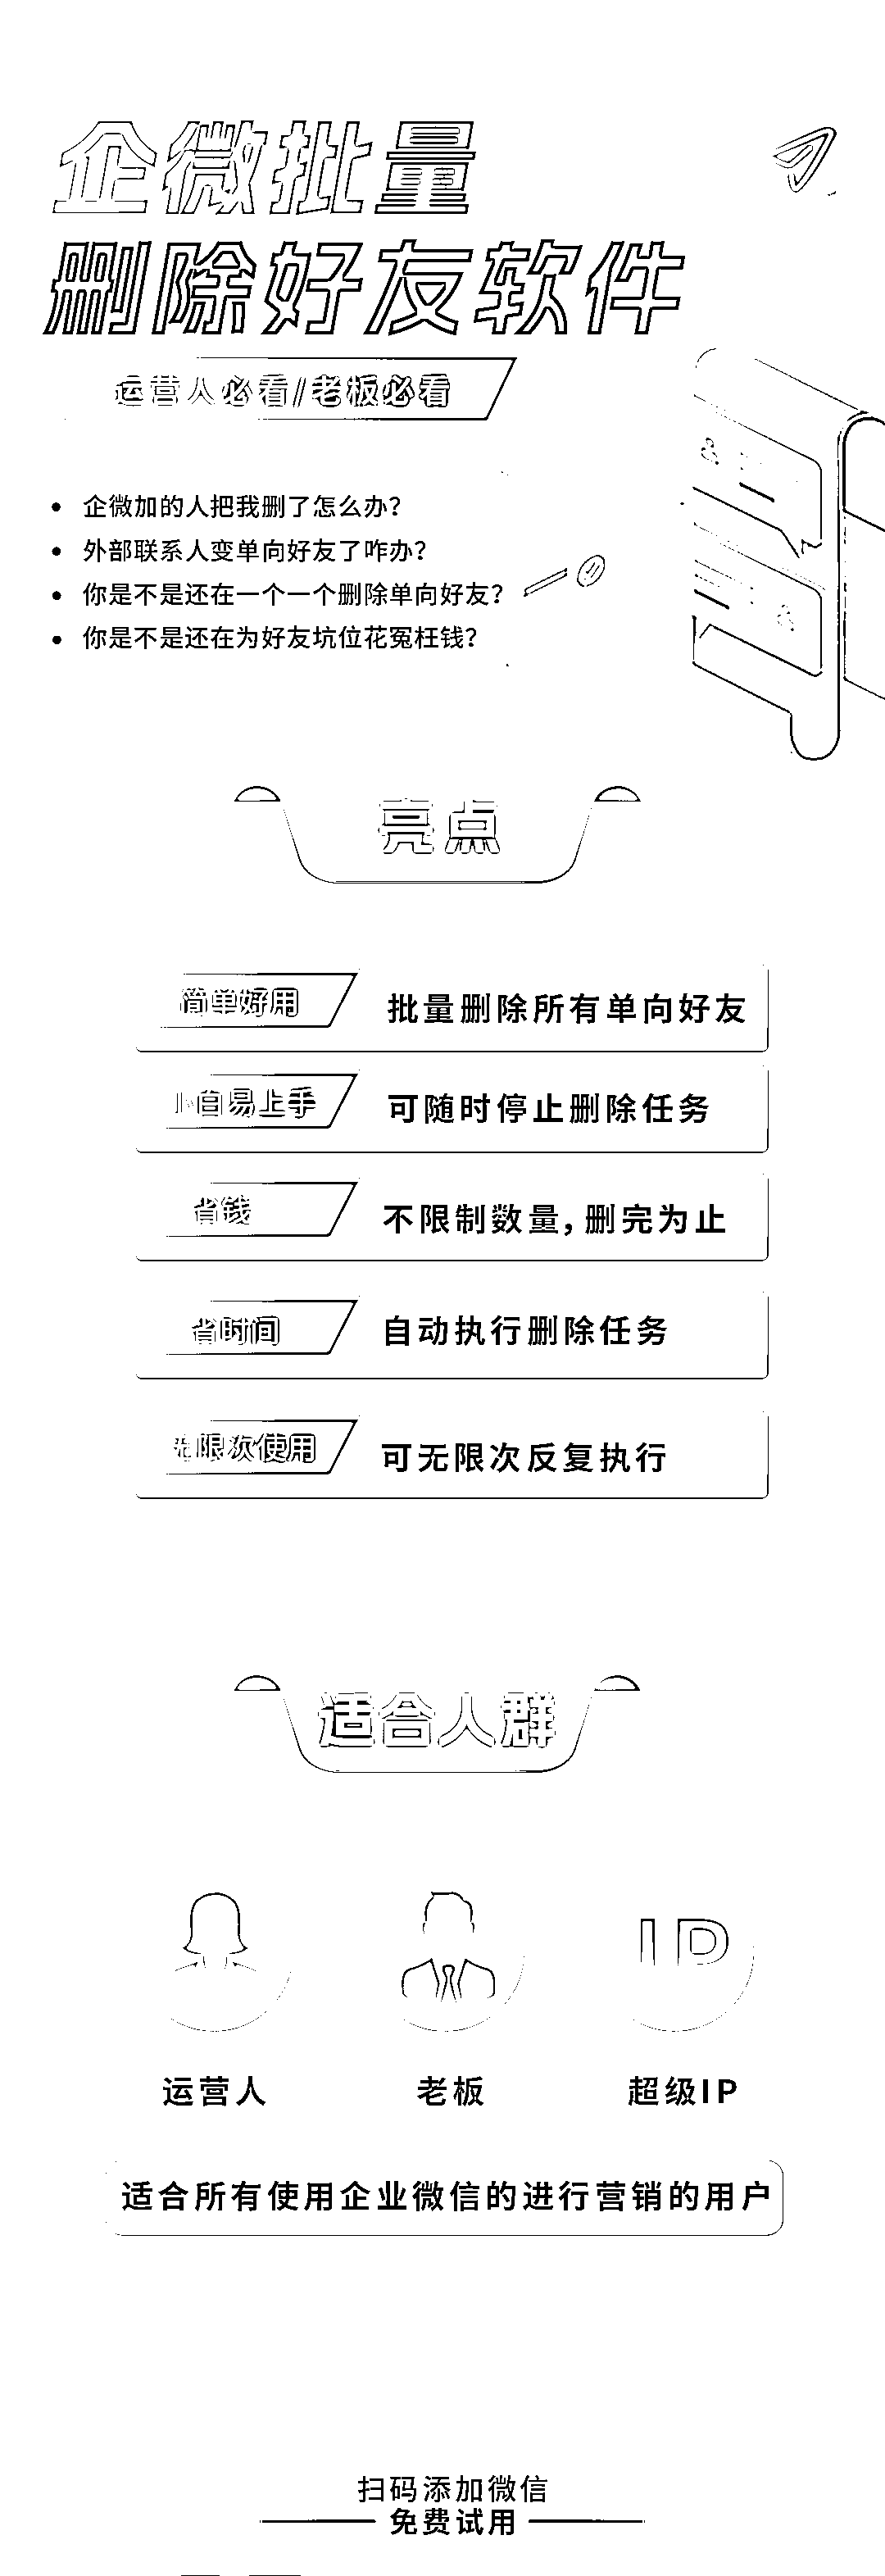 企微批量
删除好友软件
运营人必看/老板必看
企微加的人把我删了怎么办?
外部联系人变单向好友了咋办?
你是不是还在一个一个删除单向好友?
你是不是还在为好友坑位花冤枉钱?
亮点
简单好用
批量删除所有单向好友
小白易上手
可随时停止删除任务
省钱
不限制数量,删完为止
省时间
自动执行删除任务
无限次使用
可无限次反复执行
适合人群
IP
运营人
老板
超级IP
适合所有使用企业微信的进行营销的用户
扫码添加微信
免费试用